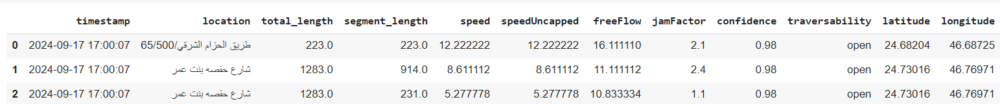 timestamp location total_length segment_length speed speedUncapped freeFlow jamFactor confidence traversability latitude longitude
0 2024-09-17 17:00:07 طريق الحزام الشرقي/65/500 223.0 223.0 12.222222 12.222222 16.111110 2.1 0.98 open 24.68204 46.68725
1 2024-09-17 17:00:07 شارع حفصه بنت عمر 1283.0 914.0 8.611112 8.611112 11.111112 2.4 0.98 open 24.73016 46.76971
2 2024-09-17 17:00:07 شارع حفصه بنت عمر 1283.0 231.0 5.277778 5.277778 10.833334 1.1 0.98 open 24.73016 46.76971